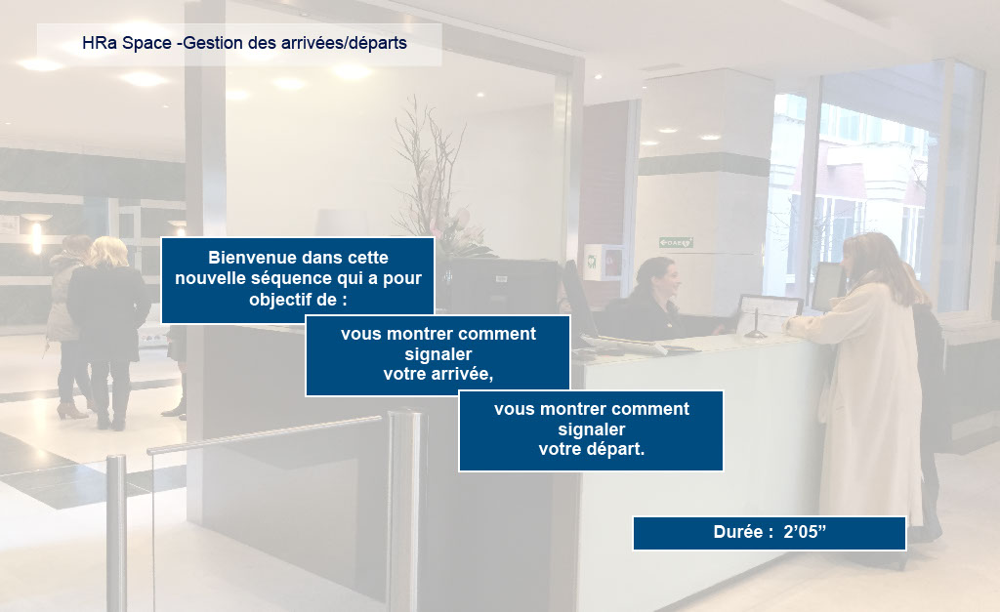 HRa Space -Gestion des arrivées/départs
Bienvenue dans cette
nouvelle séquence qui a pour
objectif de :
vous montrer comment
signaler
votre arrivée,
vous montrer comment
signaler
votre départ.
Durée :  2’05”